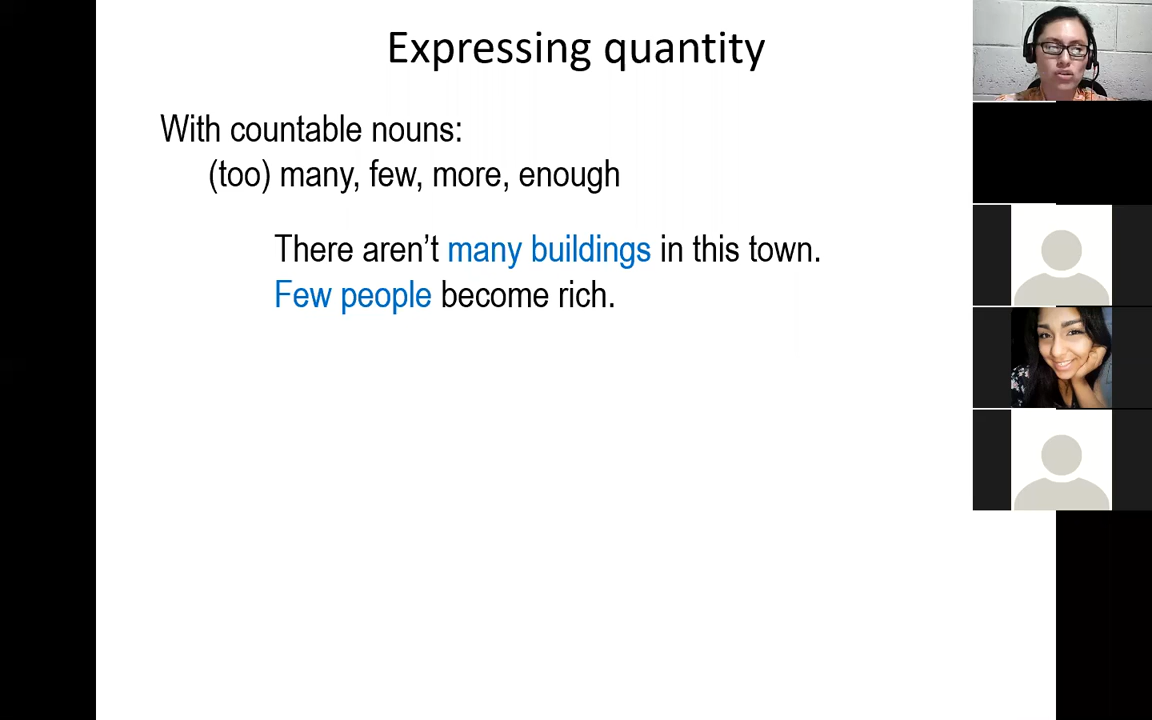 Expressing quantity
With countable nouns:
(too) many, few, more, enough
There aren’t many buildings in this town.
Few people become rich.